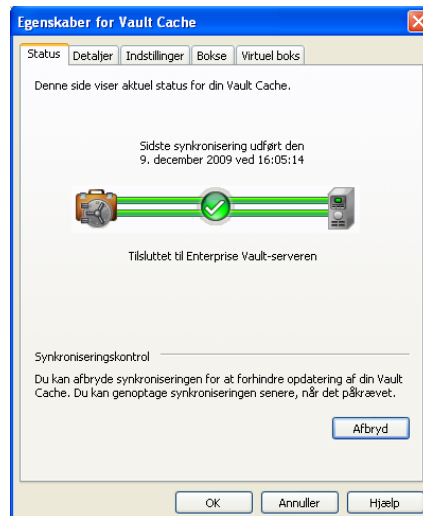 Egenskaber for Vault Cache
Status Detaljer Indstillinger Bokse Virtuel boks
Denne side viser aktuel status for din Vault Cache.
Sidste synkronisering udført den
9. december 2009 ved 16:05:14
Tilsluttet til Enterprise Vault-serveren
Synkroniseringskontrol
Du kan afbryde synkroniseringen for at forhindre opdatering af din Vault
Cache. Du kan genoptage synkroniseringen senere, når det påkrævet.
Afbryd
OK Annuller Hjælp